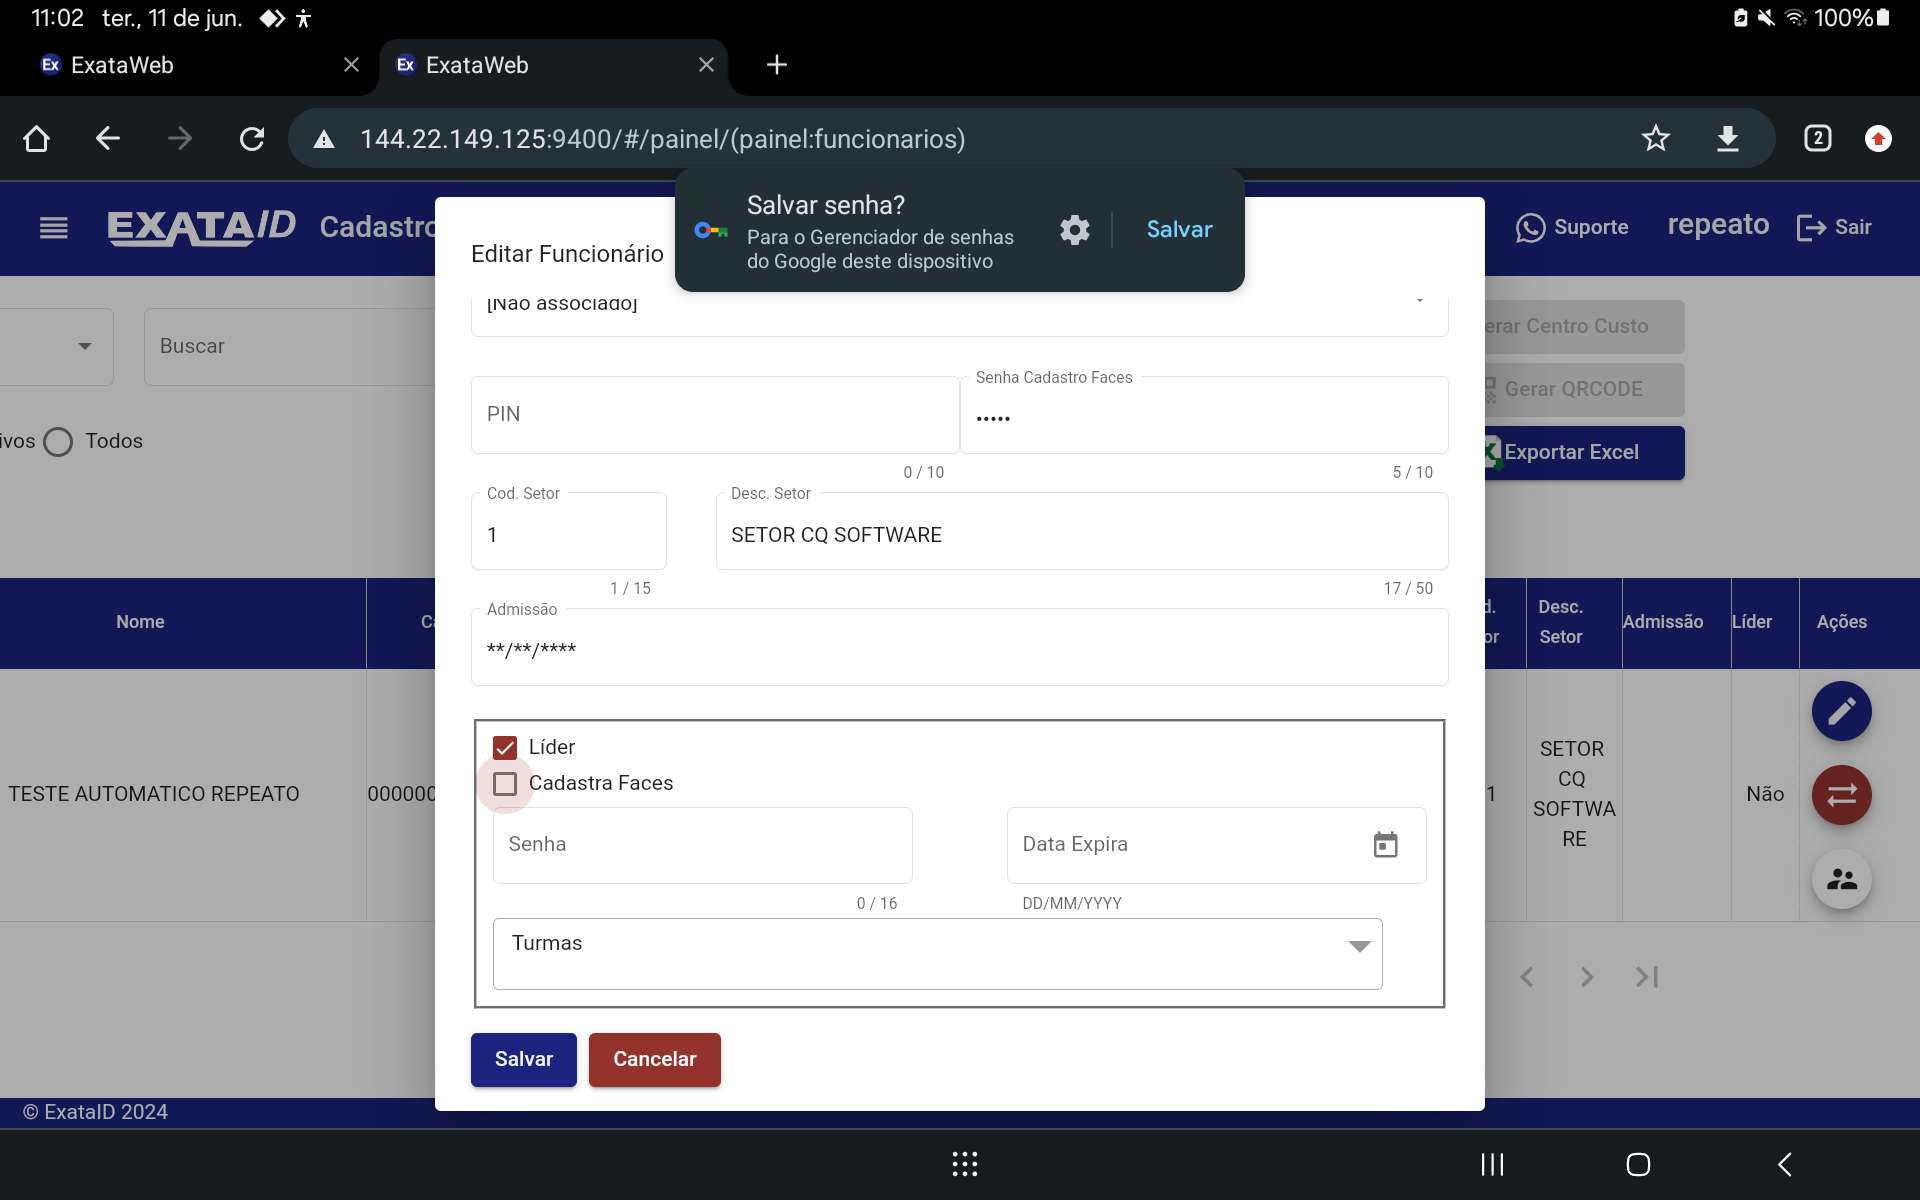 11:02 ter., 11 de jun.
100%
Ex ExataWeb
Ex ExataWeb
144.22.149.125:9400/#/painel/(painel:funcionarios)
2
Salvar senha?
Para o Gerenciador de senhas
do Google deste dispositivo
Salvar
EXATAID
Cadastro
Suporte
repeato
Sair
Editar Funcionário
[Não associado]
Buscar
erar Centro Custo
PIN
Senha Cadastro Faces
•••••
Gerar QRCODE
ivos
Todos
0 / 10
5 / 10
Exportar Excel
Cod. Setor
1
1 / 15
Desc. Setor
SETOR CQ SOFTWARE
17 / 50
Admissão
**/**/****
Nome
Ca
d.
or
Desc.
Setor
Admissão
Líder
Ações
Líder
Cadastra Faces
TESTE AUTOMATICO REPEATO
000000
1
SETOR
CQ
SOFTWA
RE
Não
Senha
0 / 16
Data Expira
DD/MM/YYYY
Turmas
Salvar
Cancelar
© ExataID 2024